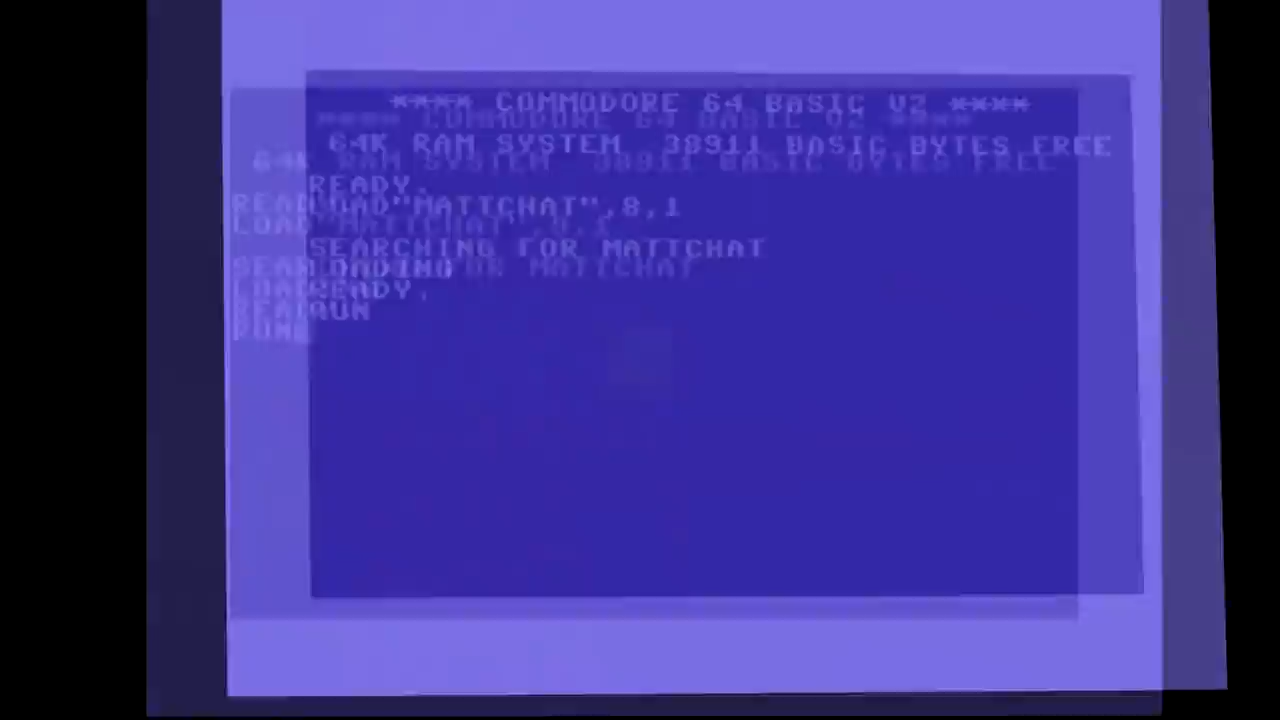 **** COMMODORE 64 BASIC V2 ****
64K RAM SYSTEM 38911 BASIC BYTES FREE
READY.
LOAD"MATTCHAT",8,1
SEARCHING FOR MATTCHAT
LOADING
READY.
RUN